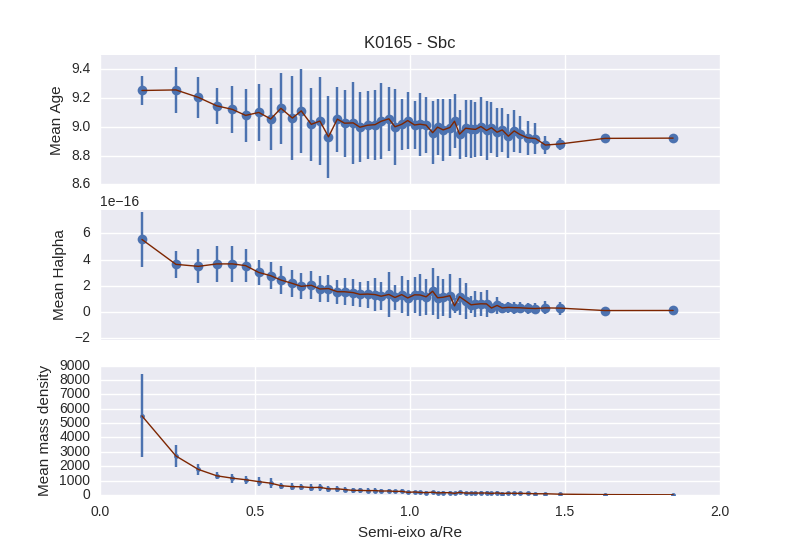 K0165 - Sbc
9.4
9.2
9.0
8.8
8.6
Mean Age
1e−16
6
4
2
0
−2
Mean Halpha
9000
8000
7000
6000
5000
4000
3000
2000
1000
0
Mean mass density
0.0 0.5 1.0 1.5 2.0
Semi-eixo a/Re